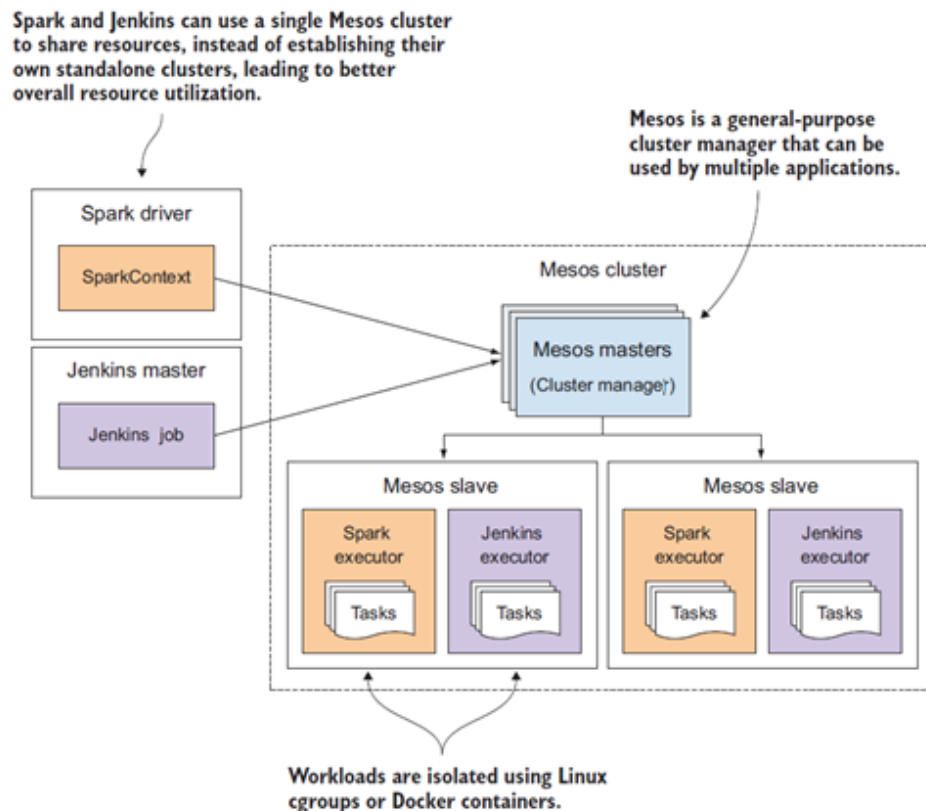 Spark and Jenkins can use a single Mesos cluster
to share resources, instead of establishing their
own standalone clusters, leading to better
overall resource utilization.
Mesos is a general-purpose
cluster manager that can be
used by multiple applications.
Spark driver
SparkContext
Jenkins master
Jenkins job
Mesos cluster
Mesos masters
(Cluster manager)
Mesos slave
Spark
executor
Tasks
Jenkins
executor
Tasks
Mesos slave
Spark
executor
Tasks
Jenkins
executor
Tasks
Workloads are isolated using Linux
cgroups or Docker containers.